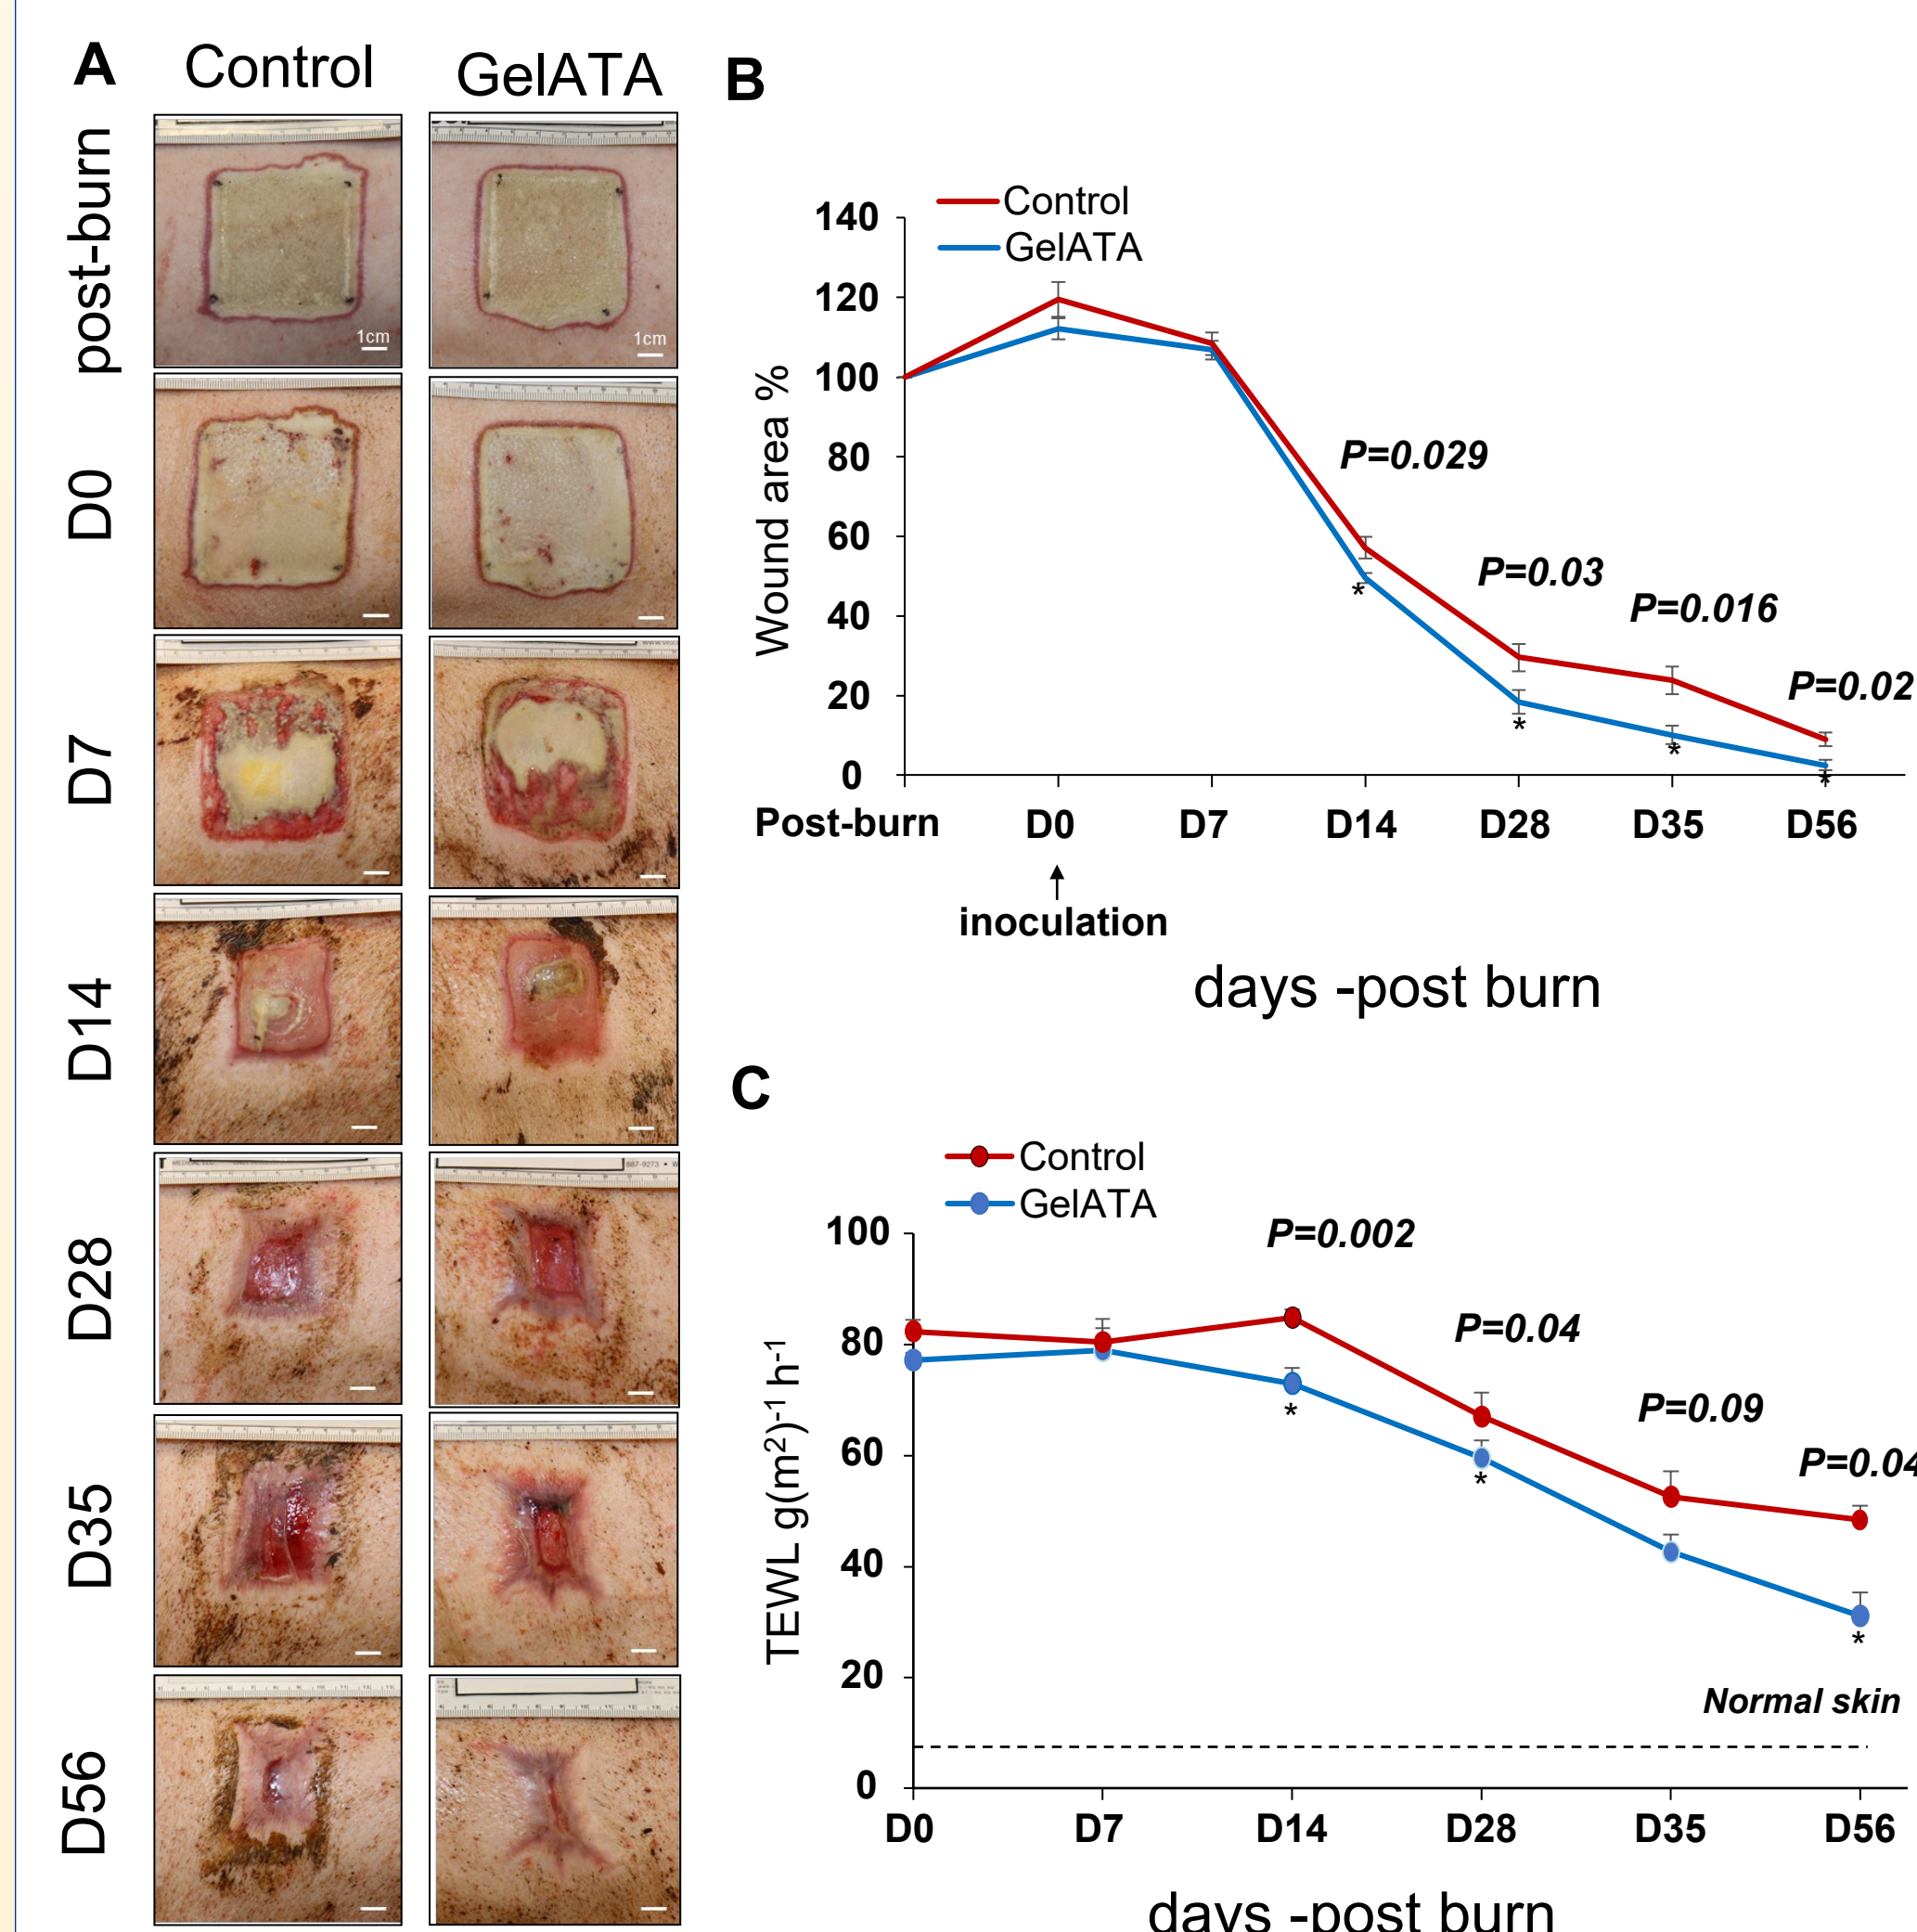 A
Control
GelATA
post-burn
1cm
1cm
D0
D7
D14
D28
D35
D56
B
Control
GelATA
140
120
100
80
60
40
20
0
Wound area %
P=0.029
P=0.03
P=0.016
P=0.02
*
*
*
*
Post-burn
D0
D7
D14
D28
D35
D56
inoculation
days -post burn
C
Control
GelATA
100
80
60
40
20
0
TEWL g(m²)⁻¹ h⁻¹
P=0.002
P=0.04
P=0.09
P=0.04
*
*
*
Normal skin
D0
D7
D14
D28
D35
D56
days -post burn